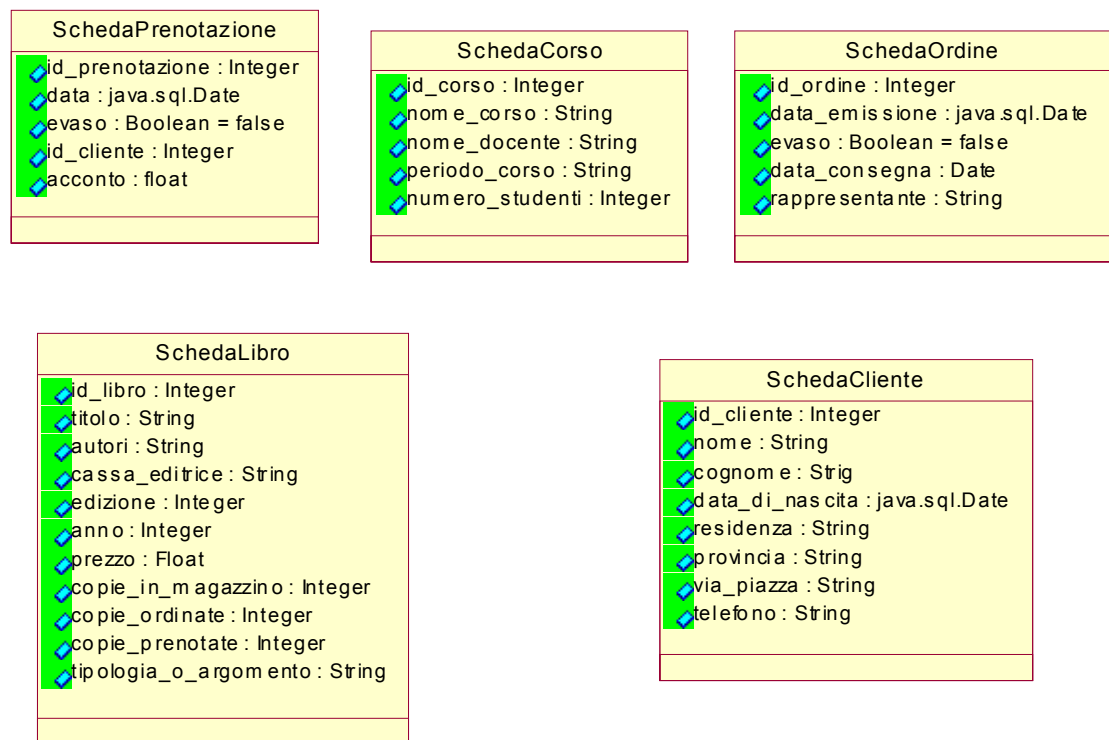 SchedaPrenotazione
id_prenotazione : Integer
data : java.sql.Date
evaso : Boolean = false
id_cliente : Integer
acconto : float
SchedaCorso
id_corso : Integer
nome_corso : String
nome_docente : String
periodo_corso : String
numero_studenti : Integer
SchedaOrdine
id_ordine : Integer
data_emissione : java.sql.Date
evaso : Boolean = false
data_consegna : Date
rappresentante : String
SchedaLibro
id_libro : Integer
titolo : String
autori : String
cassa_editrice : String
edizione : Integer
anno : Integer
prezzo : Float
copie_in_magazzino : Integer
copie_ordinate : Integer
copie_prenotate : Integer
tipologia_o_argomento : String
SchedaCliente
id_cliente : Integer
nome : String
cognome : Strig
data_di_nascita : java.sql.Date
residenza : String
provincia : String
via_piazza : String
telefono : String